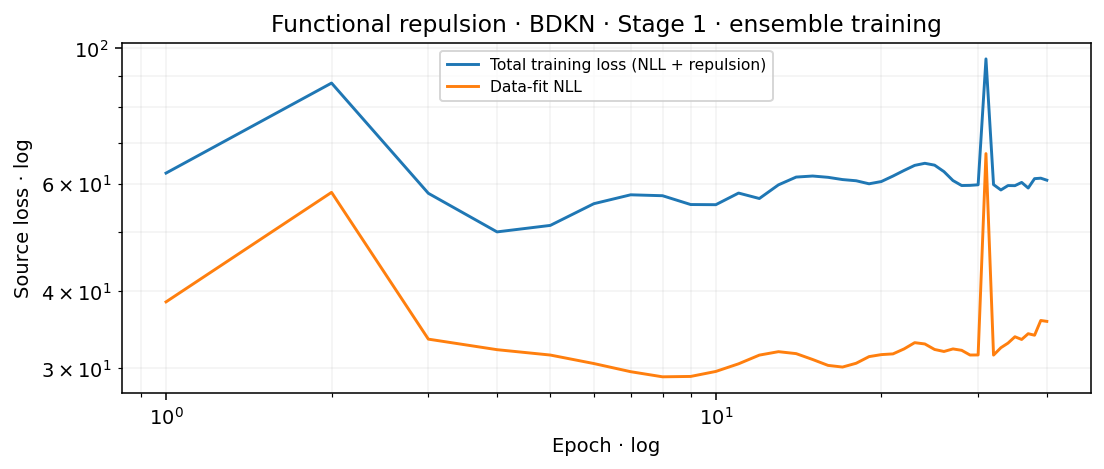 Functional repulsion · BDKN · Stage 1 · ensemble training
Total training loss (NLL + repulsion)
Data-fit NLL
Source loss · log
10²
6 × 10¹
4 × 10¹
3 × 10¹
10⁰
10¹
Epoch · log